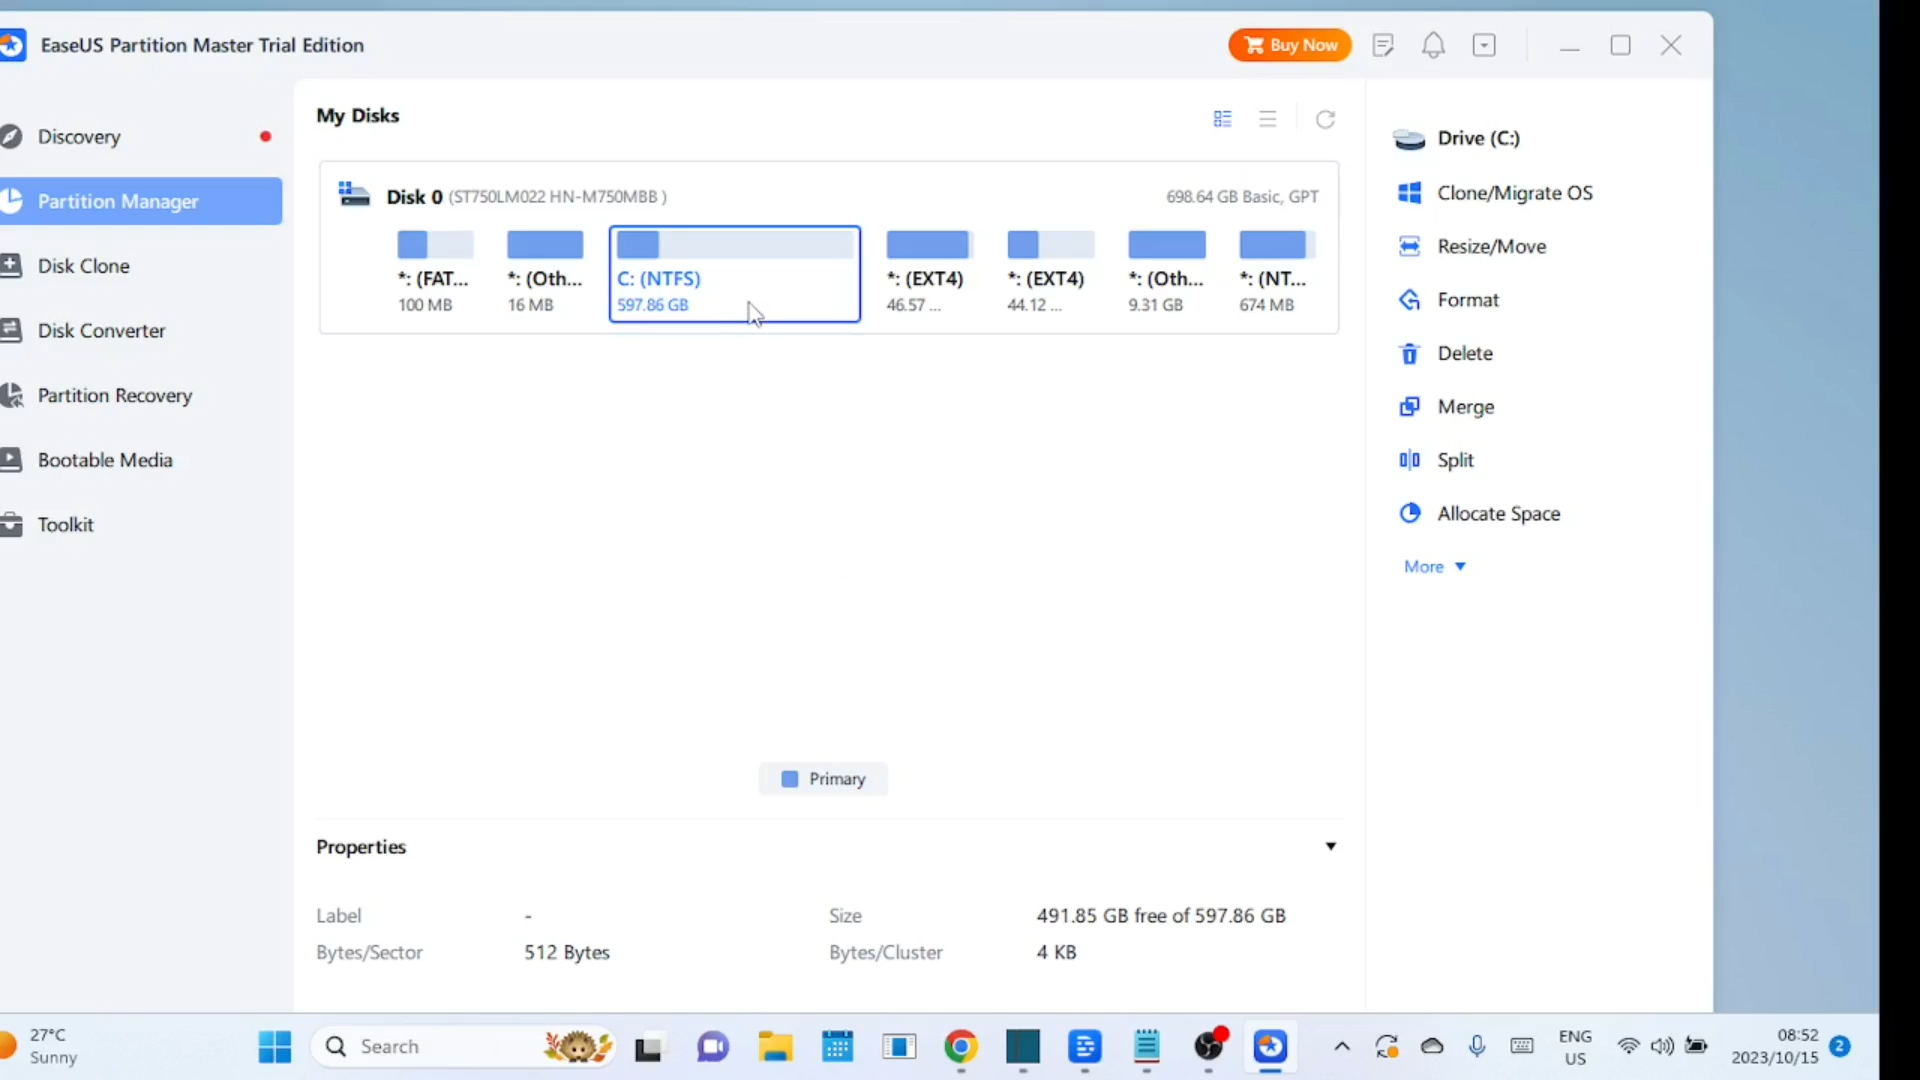 EaseUS Partition Master Trial Edition
Buy Now
Discovery
Partition Manager
Disk Clone
Disk Converter
Partition Recovery
Bootable Media
Toolkit
My Disks
Disk 0 (ST750LM022 HN-M750MBB )
698.64 GB Basic, GPT
*: (FAT...
100 MB
*: (Oth...
16 MB
C: (NTFS)
597.86 GB
*: (EXT4)
46.57 ...
*: (EXT4)
44.12 ...
*: (Oth...
9.31 GB
*: (NT...
674 MB
Primary
Properties
Label
-
Size
491.85 GB free of 597.86 GB
Bytes/Sector
512 Bytes
Bytes/Cluster
4 KB
Drive (C:)
Clone/Migrate OS
Resize/Move
Format
Delete
Merge
Split
Allocate Space
More
27°C
Sunny
Search
ENG
US
08:52
2023/10/15
2